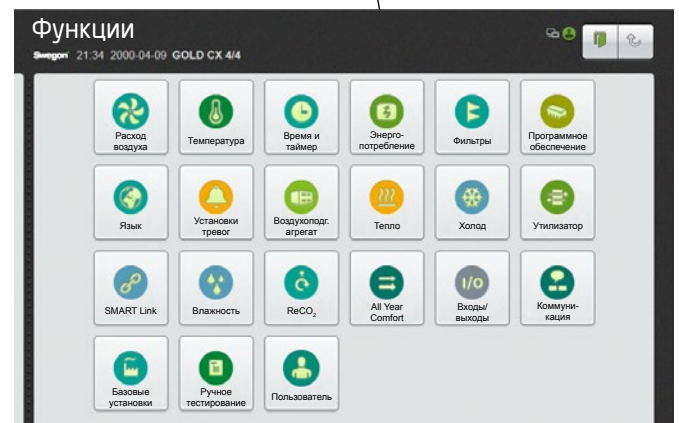 Функции
Swegon 21:34 2000-04-09 GOLD CX 4/4
Расход
воздуха
Температура
Время и
таймер
Энерго-
потребление
Фильтры
Программное
обеспечение
Язык
Установки
тревог
Воздухоподг.
агрегат
Тепло
Холод
Утилизатор
SMART Link
Влажность
ReCO₂
All Year
Comfort
I/O
Входы/
выходы
Коммуни-
кация
Базовые
установки
Ручное
тестирование
Пользователь